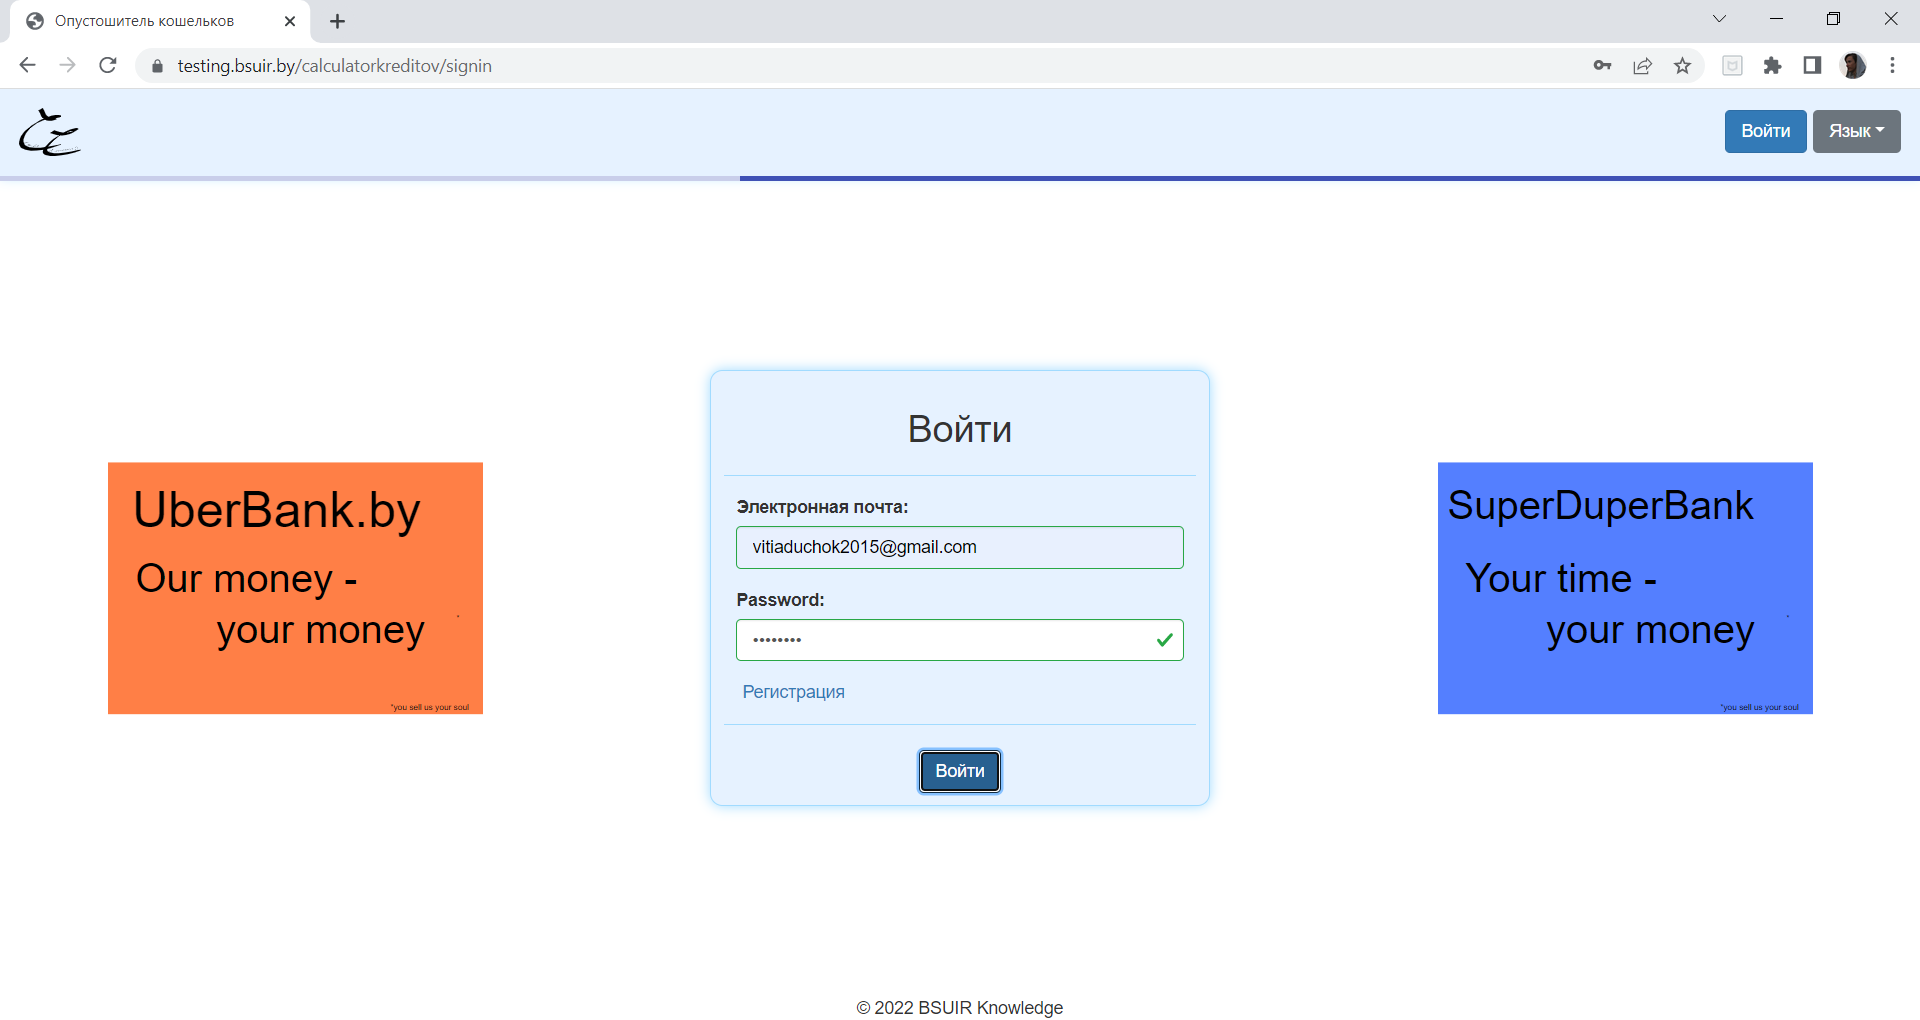 Опустошитель кошельков
testing.bsuir.by/calculatorkreditov/signin
Войти
Язык
Войти
Электронная почта:
vitiaduchok2015@gmail.com
Password:
••••••••
Регистрация
Войти
UberBank.by
Our money -
your money
*you sell us your soul
SuperDuperBank
Your time -
your money
*you sell us your soul
© 2022 BSUIR Knowledge